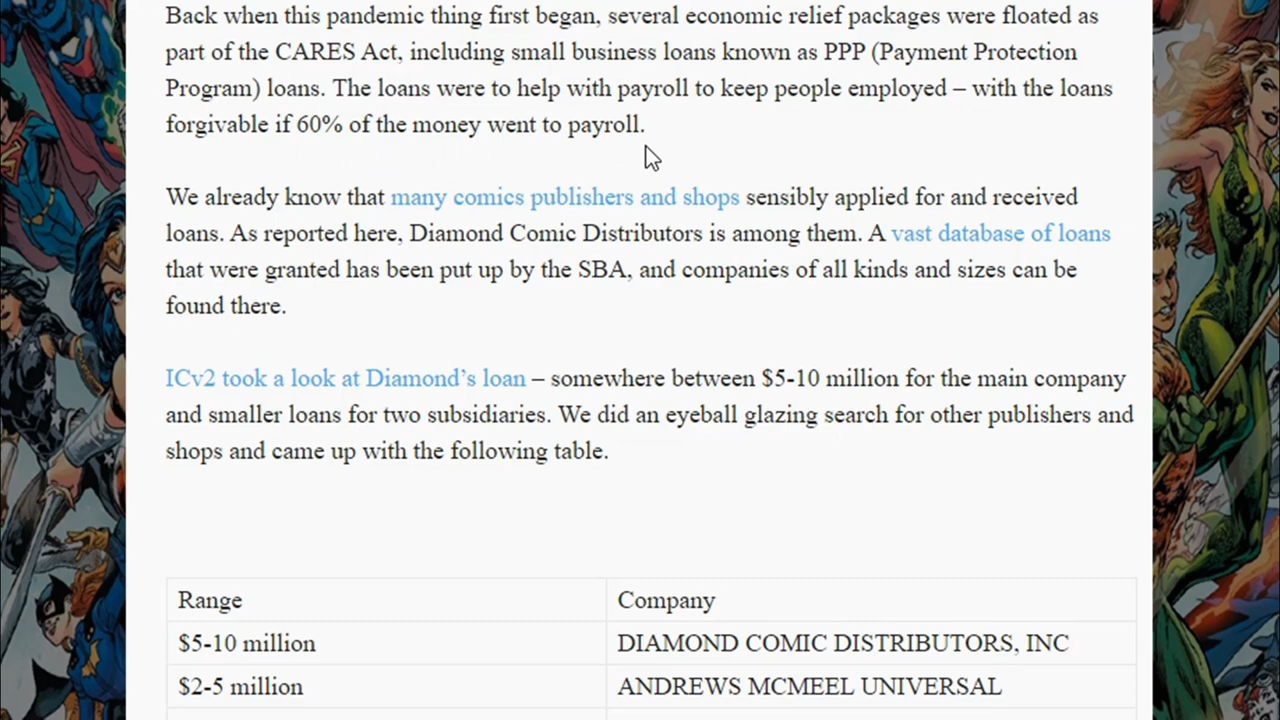 Back when this pandemic thing first began, several economic relief packages were floated as
part of the CARES Act, including small business loans known as PPP (Payment Protection
Program) loans. The loans were to help with payroll to keep people employed – with the loans
forgivable if 60% of the money went to payroll.
We already know that many comics publishers and shops sensibly applied for and received
loans. As reported here, Diamond Comic Distributors is among them. A vast database of loans
that were granted has been put up by the SBA, and companies of all kinds and sizes can be
found there.
ICv2 took a look at Diamond’s loan – somewhere between $5-10 million for the main company
and smaller loans for two subsidiaries. We did an eyeball glazing search for other publishers and
shops and came up with the following table.
Range Company
$5-10 million DIAMOND COMIC DISTRIBUTORS, INC
$2-5 million ANDREWS MCMEEL UNIVERSAL